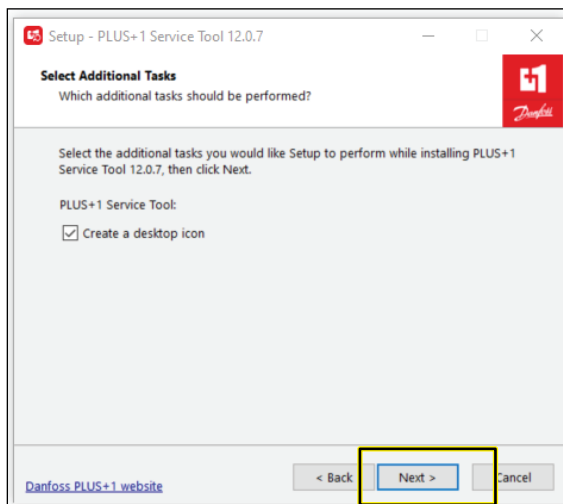 Setup - PLUS+1 Service Tool 12.0.7
Select Additional Tasks
Which additional tasks should be performed?
Danfoss
Select the additional tasks you would like Setup to perform while installing PLUS+1
Service Tool 12.0.7, then click Next.
PLUS+1 Service Tool:
Create a desktop icon
Danfoss PLUS+1 website
< Back
Next >
Cancel